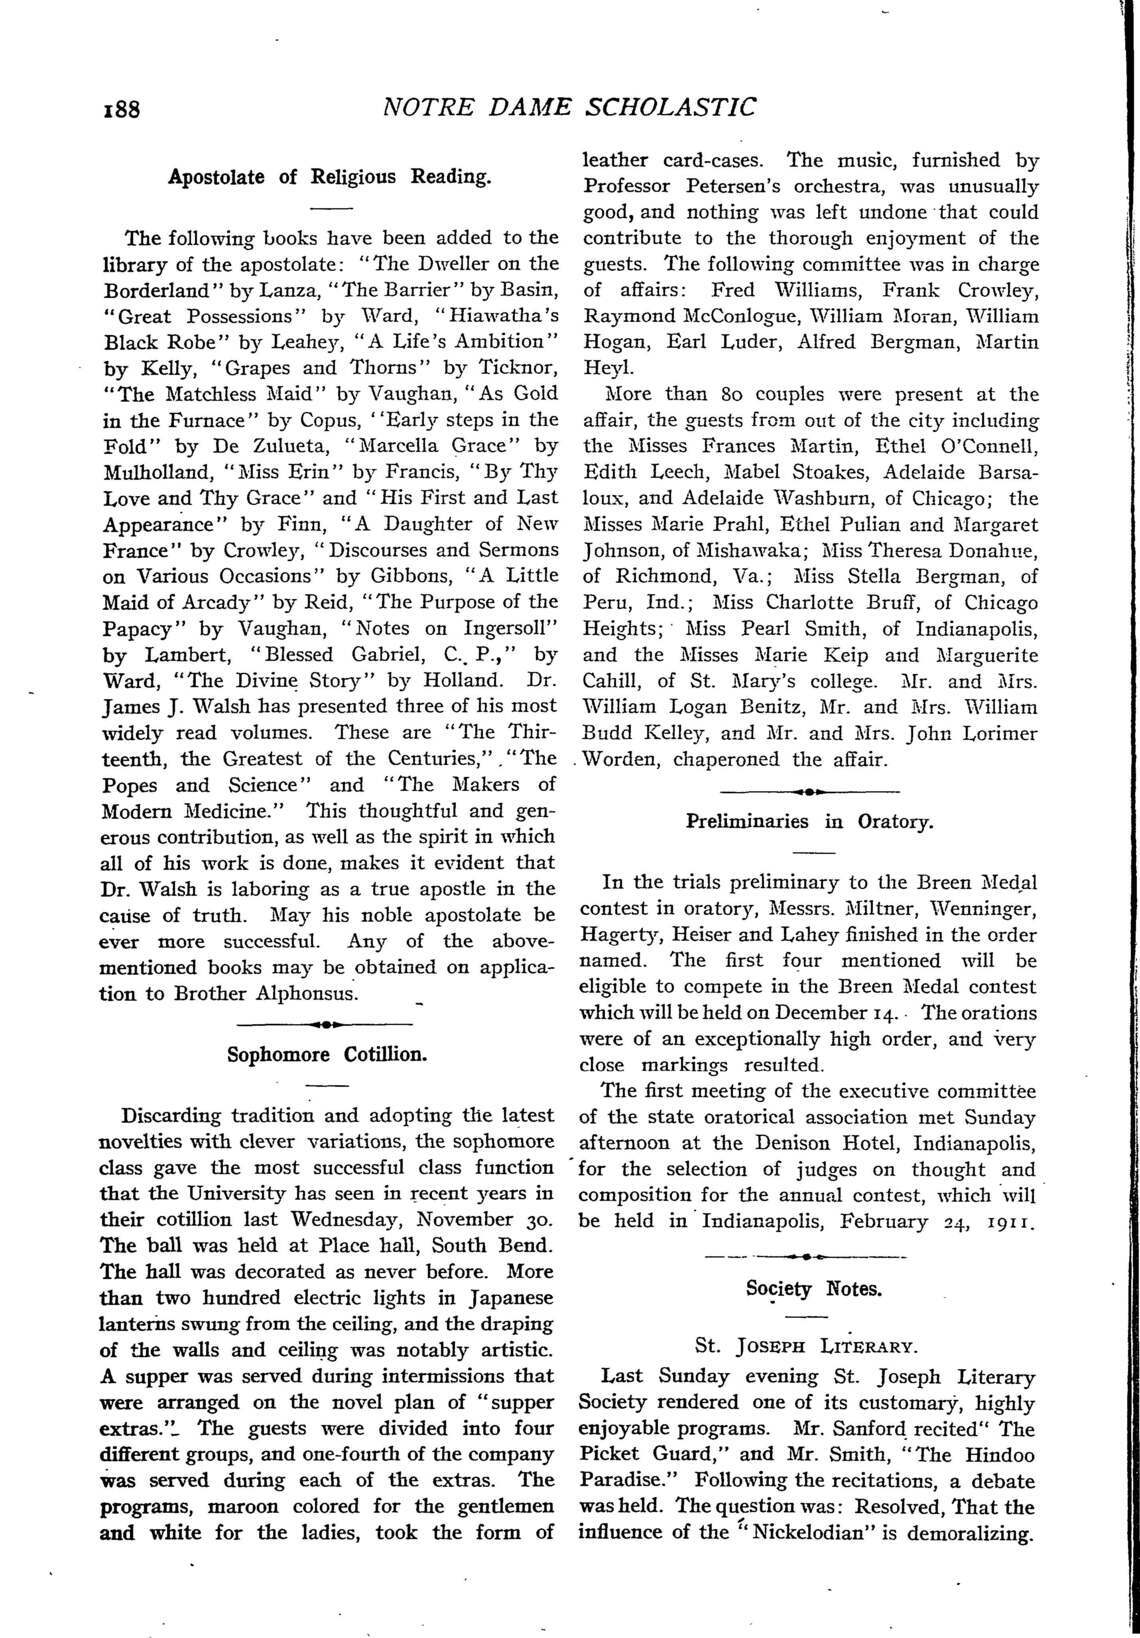 188
NOTRE DAME SCHOLASTIC
Apostolate of Religious Reading.
The following books have been added to the
library of the apostolate: "The Dweller on the
Borderland" by Lanza, "The Barrier" by Basin,
"Great Possessions" by Ward, "Hiawatha's
Black Robe" by Leahey, "A Life's Ambition"
by Kelly, "Grapes and Thorns" by Ticknor,
"The Matchless Maid" by Vaughan, "As Gold
in the Furnace" by Copus, "Early steps in the
Fold" by De Zulueta, "Marcella Grace" by
Mulholland, "Miss Erin" by Francis, "By Thy
Love and Thy Grace" and "His First and Last
Appearance" by Finn, "A Daughter of New
France" by Crowley, "Discourses and Sermons
on Various Occasions" by Gibbons, "A Little
Maid of Arcady" by Reid, "The Purpose of the
Papacy" by Vaughan, "Notes on Ingersoll"
by Lambert, "Blessed Gabriel, C. P.," by
Ward, "The Divine Story" by Holland. Dr.
James J. Walsh has presented three of his most
widely read volumes. These are "The Thir-
teenth, the Greatest of the Centuries," "The
Popes and Science" and "The Makers of
Modern Medicine." This thoughtful and gen-
erous contribution, as well as the spirit in which
all of his work is done, makes it evident that
Dr. Walsh is laboring as a true apostle in the
cause of truth. May his noble apostolate be
ever more successful. Any of the above-
mentioned books may be obtained on applica-
tion to Brother Alphonsus.
Sophomore Cotillion.
Discarding tradition and adopting the latest
novelties with clever variations, the sophomore
class gave the most successful class function
that the University has seen in recent years in
their cotillion last Wednesday, November 30.
The ball was held at Place hall, South Bend.
The hall was decorated as never before. More
than two hundred electric lights in Japanese
lanterns swung from the ceiling, and the draping
of the walls and ceiling was notably artistic.
A supper was served during intermissions that
were arranged on the novel plan of "supper
extras." The guests were divided into four
different groups, and one-fourth of the company
was served during each of the extras. The
programs, maroon colored for the gentlemen
and white for the ladies, took the form of
leather card-cases. The music, furnished by
Professor Petersen's orchestra, was unusually
good, and nothing was left undone that could
contribute to the thorough enjoyment of the
guests. The following committee was in charge
of affairs: Fred Williams, Frank Crowley,
Raymond McConlogue, William Moran, William
Hogan, Earl Luder, Alfred Bergman, Martin
Heyl.
More than 80 couples were present at the
affair, the guests from out of the city including
the Misses Frances Martin, Ethel O'Connell,
Edith Leech, Mabel Stoakes, Adelaide Barsa-
loux, and Adelaide Washburn, of Chicago; the
Misses Marie Prahl, Ethel Pulian and Margaret
Johnson, of Mishawaka; Miss Theresa Donahue,
of Richmond, Va.; Miss Stella Bergman, of
Peru, Ind.; Miss Charlotte Bruff, of Chicago
Heights; Miss Pearl Smith, of Indianapolis,
and the Misses Marie Keip and Marguerite
Cahill, of St. Mary's college. Mr. and Mrs.
William Logan Benitz, Mr. and Mrs. William
Budd Kelley, and Mr. and Mrs. John Lorimer
Worden, chaperoned the affair.
Preliminaries in Oratory.
In the trials preliminary to the Breen Medal
contest in oratory, Messrs. Miltner, Wenninger,
Hagerty, Heiser and Lahey finished in the order
named. The first four mentioned will be
eligible to compete in the Breen Medal contest
which will be held on December 14. The orations
were of an exceptionally high order, and very
close markings resulted.
The first meeting of the executive committee
of the state oratorical association met Sunday
afternoon at the Denison Hotel, Indianapolis,
for the selection of judges on thought and
composition for the annual contest, which will
be held in Indianapolis, February 24, 1911.
Society Notes.
St. JOSEPH LITERARY.
Last Sunday evening St. Joseph Literary
Society rendered one of its customary, highly
enjoyable programs. Mr. Sanford recited "The
Picket Guard," and Mr. Smith, "The Hindoo
Paradise." Following the recitations, a debate
was held. The question was: Resolved, That the
influence of the "Nickelodian" is demoralizing.